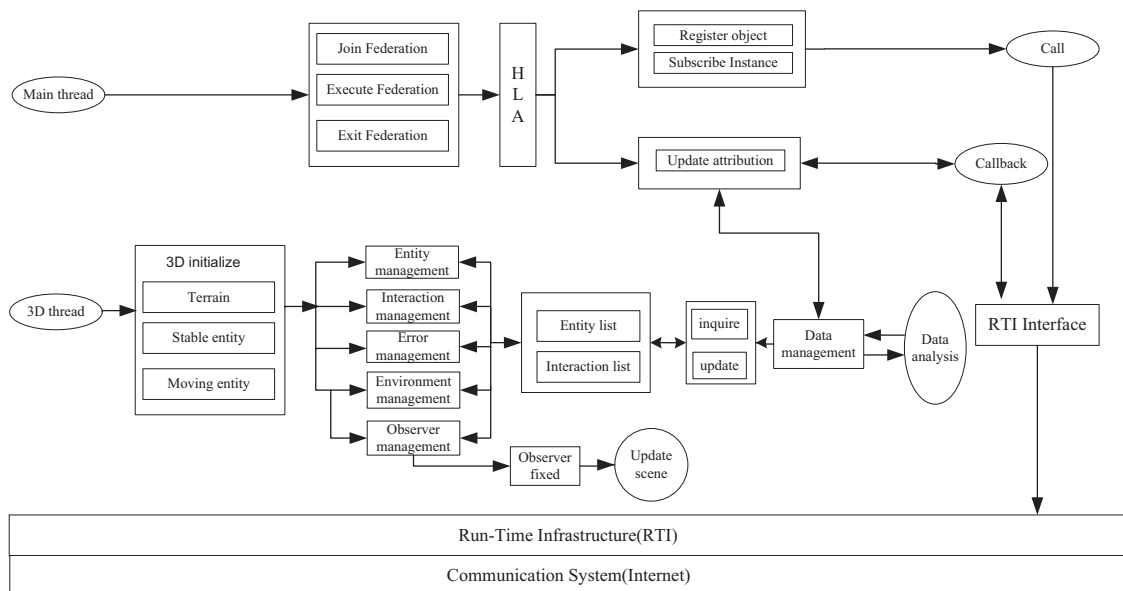 Main thread
Join Federation
Execute Federation
Exit Federation
H
L
A
Register object
Subscribe Instance
Call
Update attribution
Callback
3D thread
3D initialize
Terrain
Stable entity
Moving entity
Entity
management
Interaction
management
Error
management
Environment
management
Observer
management
Observer
fixed
Update
scene
Entity list
Interaction list
inquire
update
Data
management
Data
analysis
RTI Interface
Run-Time Infrastructure(RTI)
Communication System(Internet)